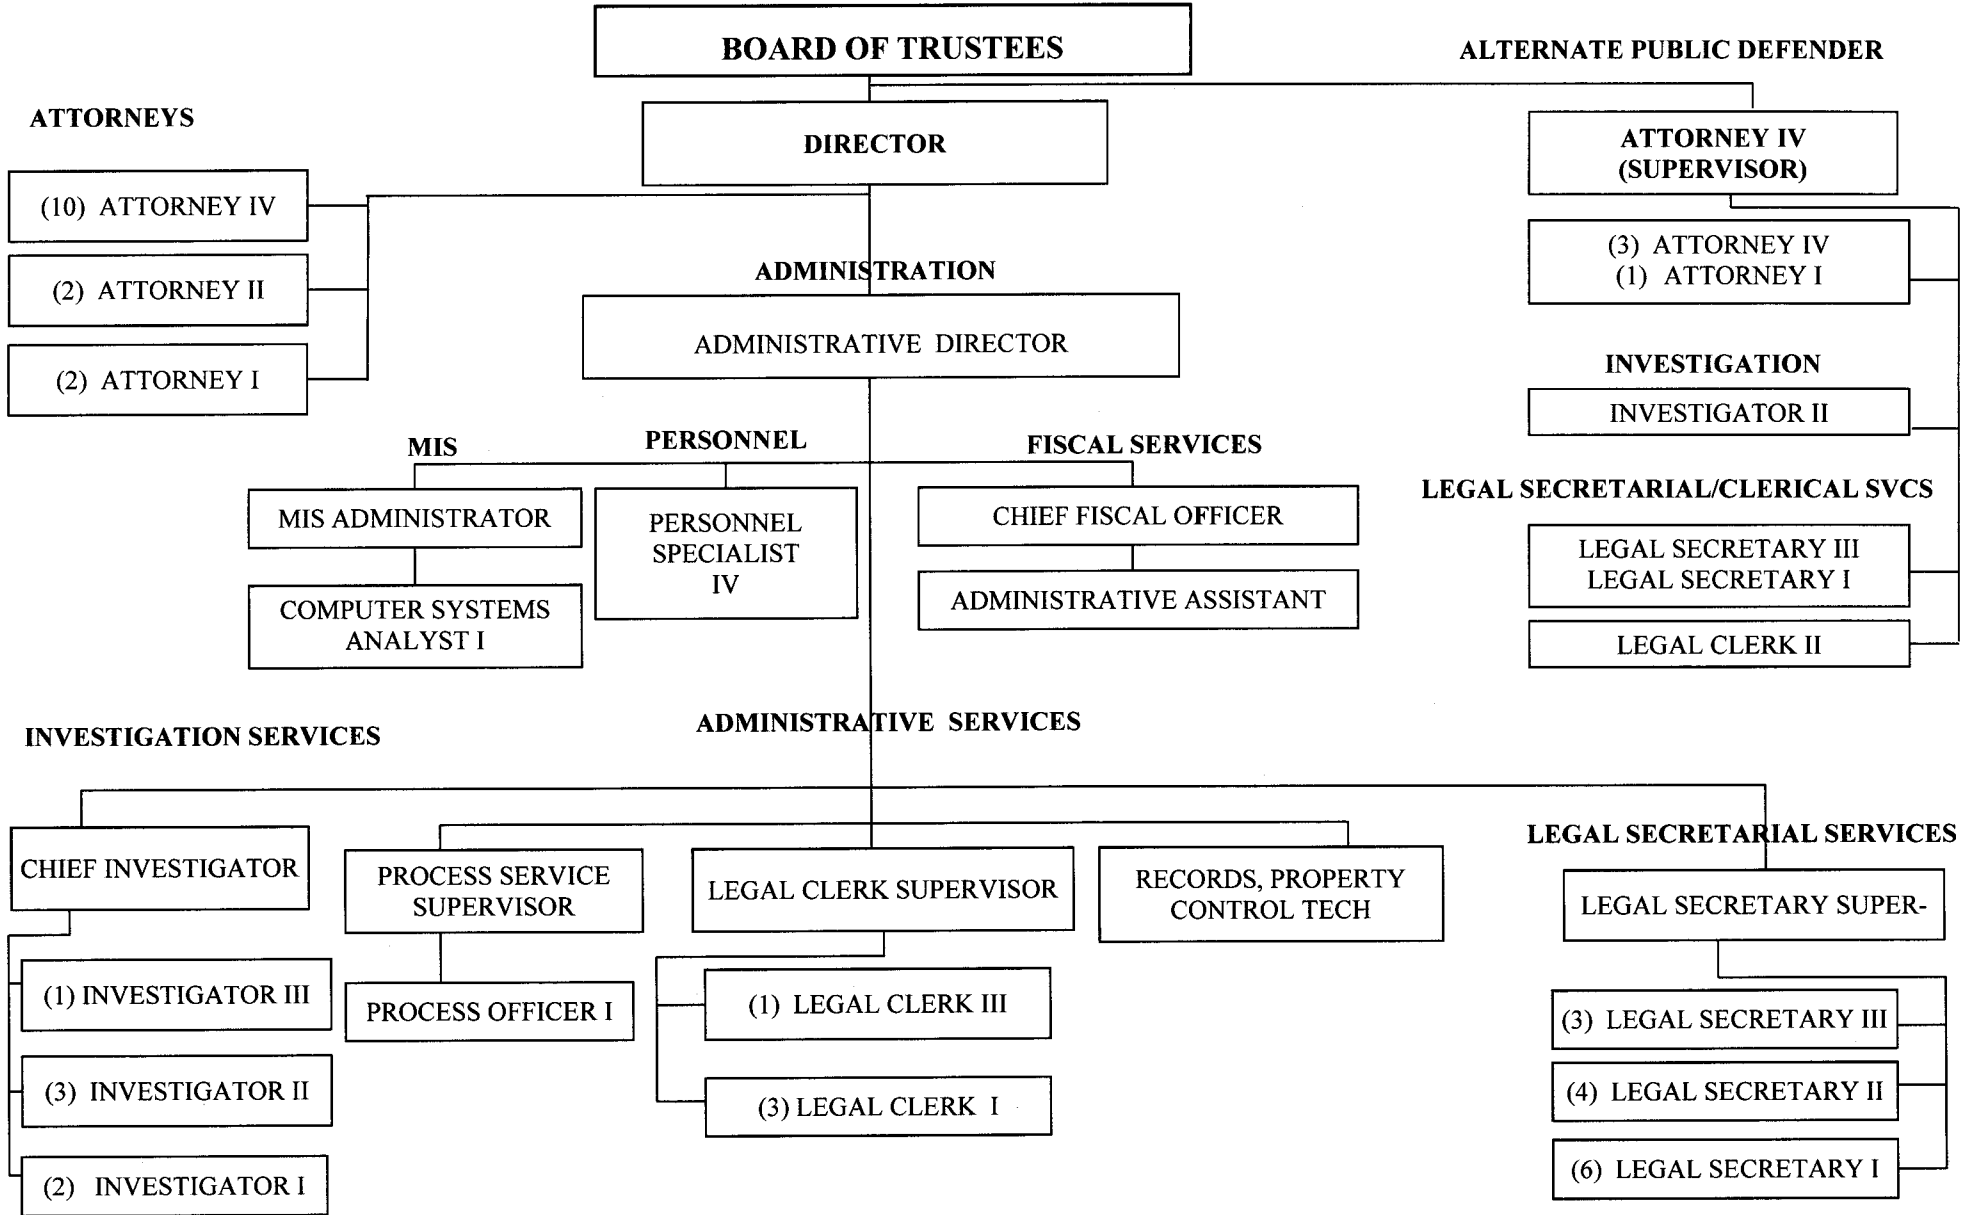 BOARD OF TRUSTEES
ALTERNATE PUBLIC DEFENDER
ATTORNEYS
DIRECTOR
ATTORNEY IV
(SUPERVISOR)
(10) ATTORNEY IV
(2) ATTORNEY II
(2) ATTORNEY I
(3) ATTORNEY IV
(1) ATTORNEY I
ADMINISTRATION
ADMINISTRATIVE DIRECTOR
INVESTIGATION
INVESTIGATOR II
MIS
PERSONNEL
FISCAL SERVICES
LEGAL SECRETARIAL/CLERICAL SVCS
MIS ADMINISTRATOR
PERSONNEL
SPECIALIST
IV
CHIEF FISCAL OFFICER
LEGAL SECRETARY III
LEGAL SECRETARY I
COMPUTER SYSTEMS
ANALYST I
ADMINISTRATIVE ASSISTANT
LEGAL CLERK II
INVESTIGATION SERVICES
ADMINISTRATIVE SERVICES
LEGAL SECRETARIAL SERVICES
CHIEF INVESTIGATOR
PROCESS SERVICE
SUPERVISOR
LEGAL CLERK SUPERVISOR
RECORDS, PROPERTY
CONTROL TECH
LEGAL SECRETARY SUPER-
(1) INVESTIGATOR III
PROCESS OFFICER I
(1) LEGAL CLERK III
(3) LEGAL SECRETARY III
(3) INVESTIGATOR II
(3) LEGAL CLERK I
(4) LEGAL SECRETARY II
(2) INVESTIGATOR I
(6) LEGAL SECRETARY I